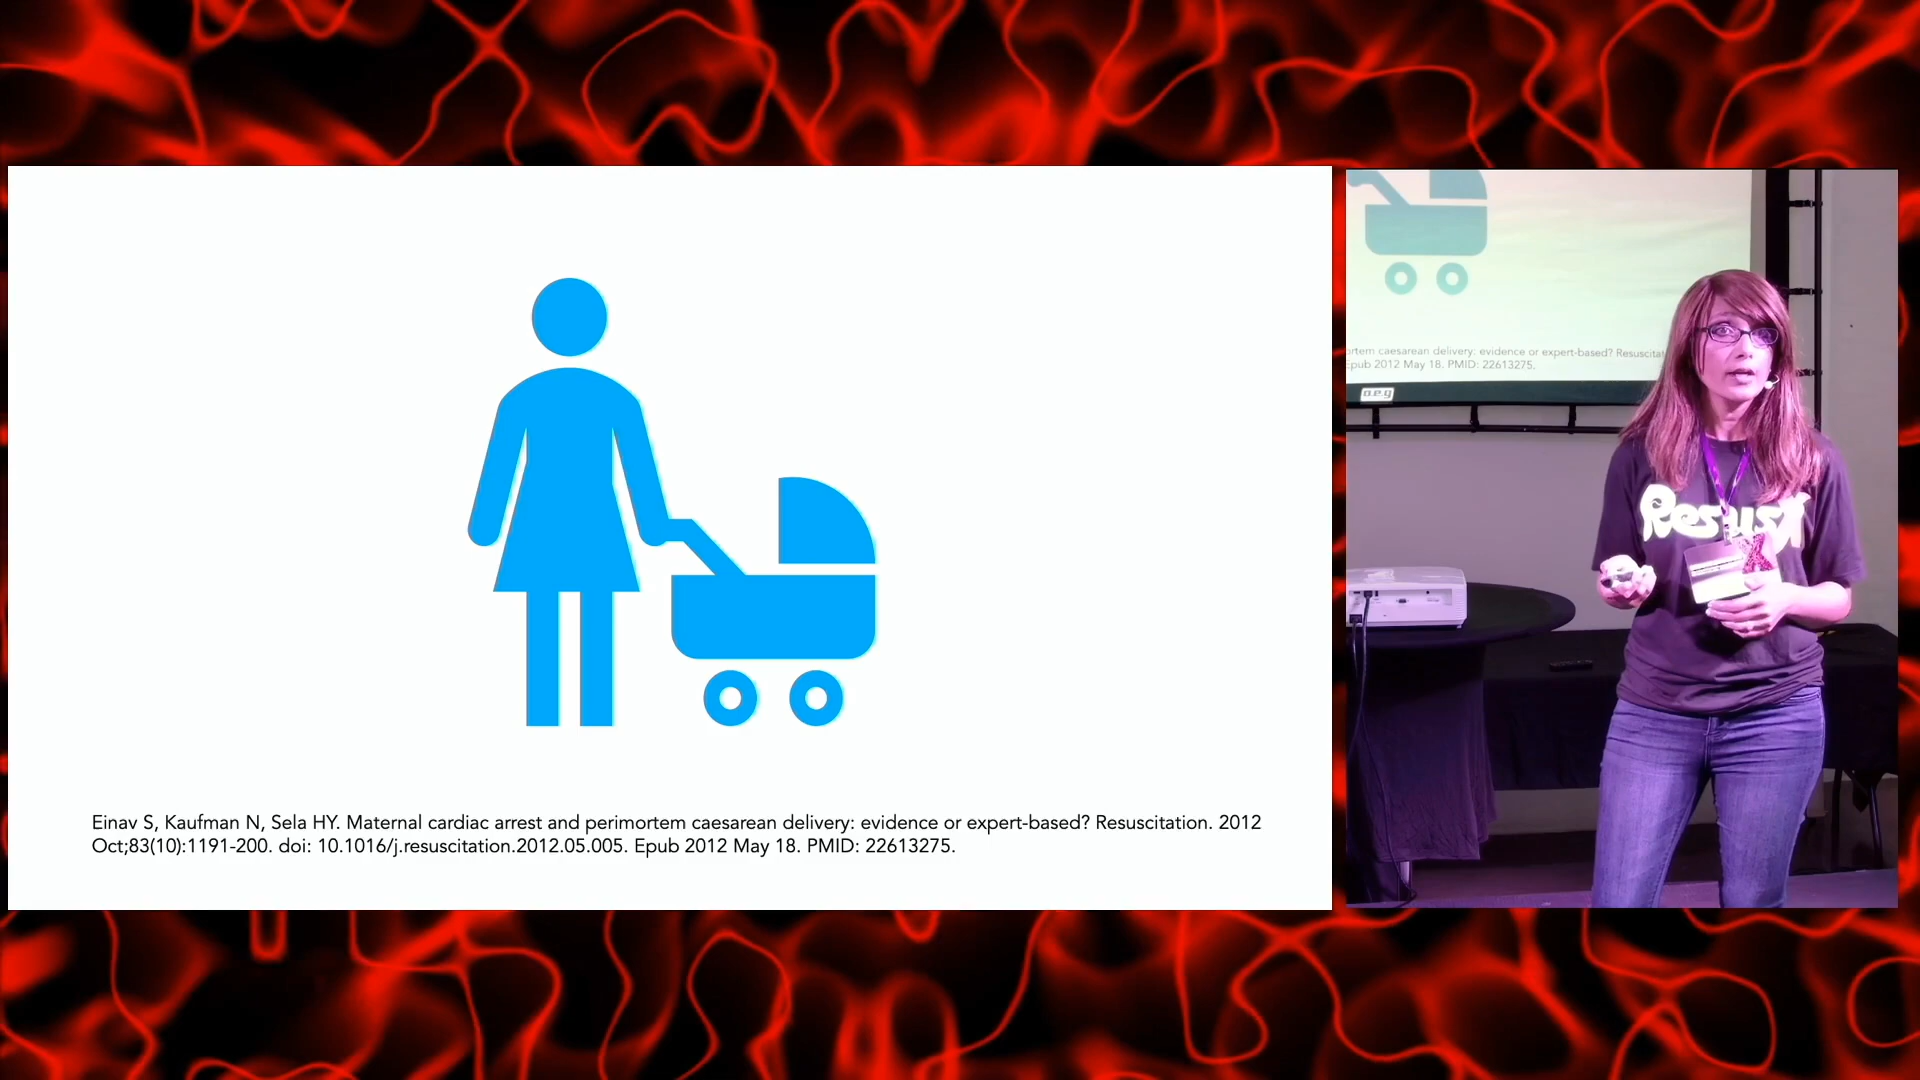 Einav S, Kaufman N, Sela HY. Maternal cardiac arrest and perimortem caesarean delivery: evidence or expert-based? Resuscitation. 2012
Oct;83(10):1191-200. doi: 10.1016/j.resuscitation.2012.05.005. Epub 2012 May 18. PMID: 22613275.
ortem caesarean delivery: evidence or expert-based? Resuscitat
Epub 2012 May 18. PMID: 22613275.
a.e.g
Resus